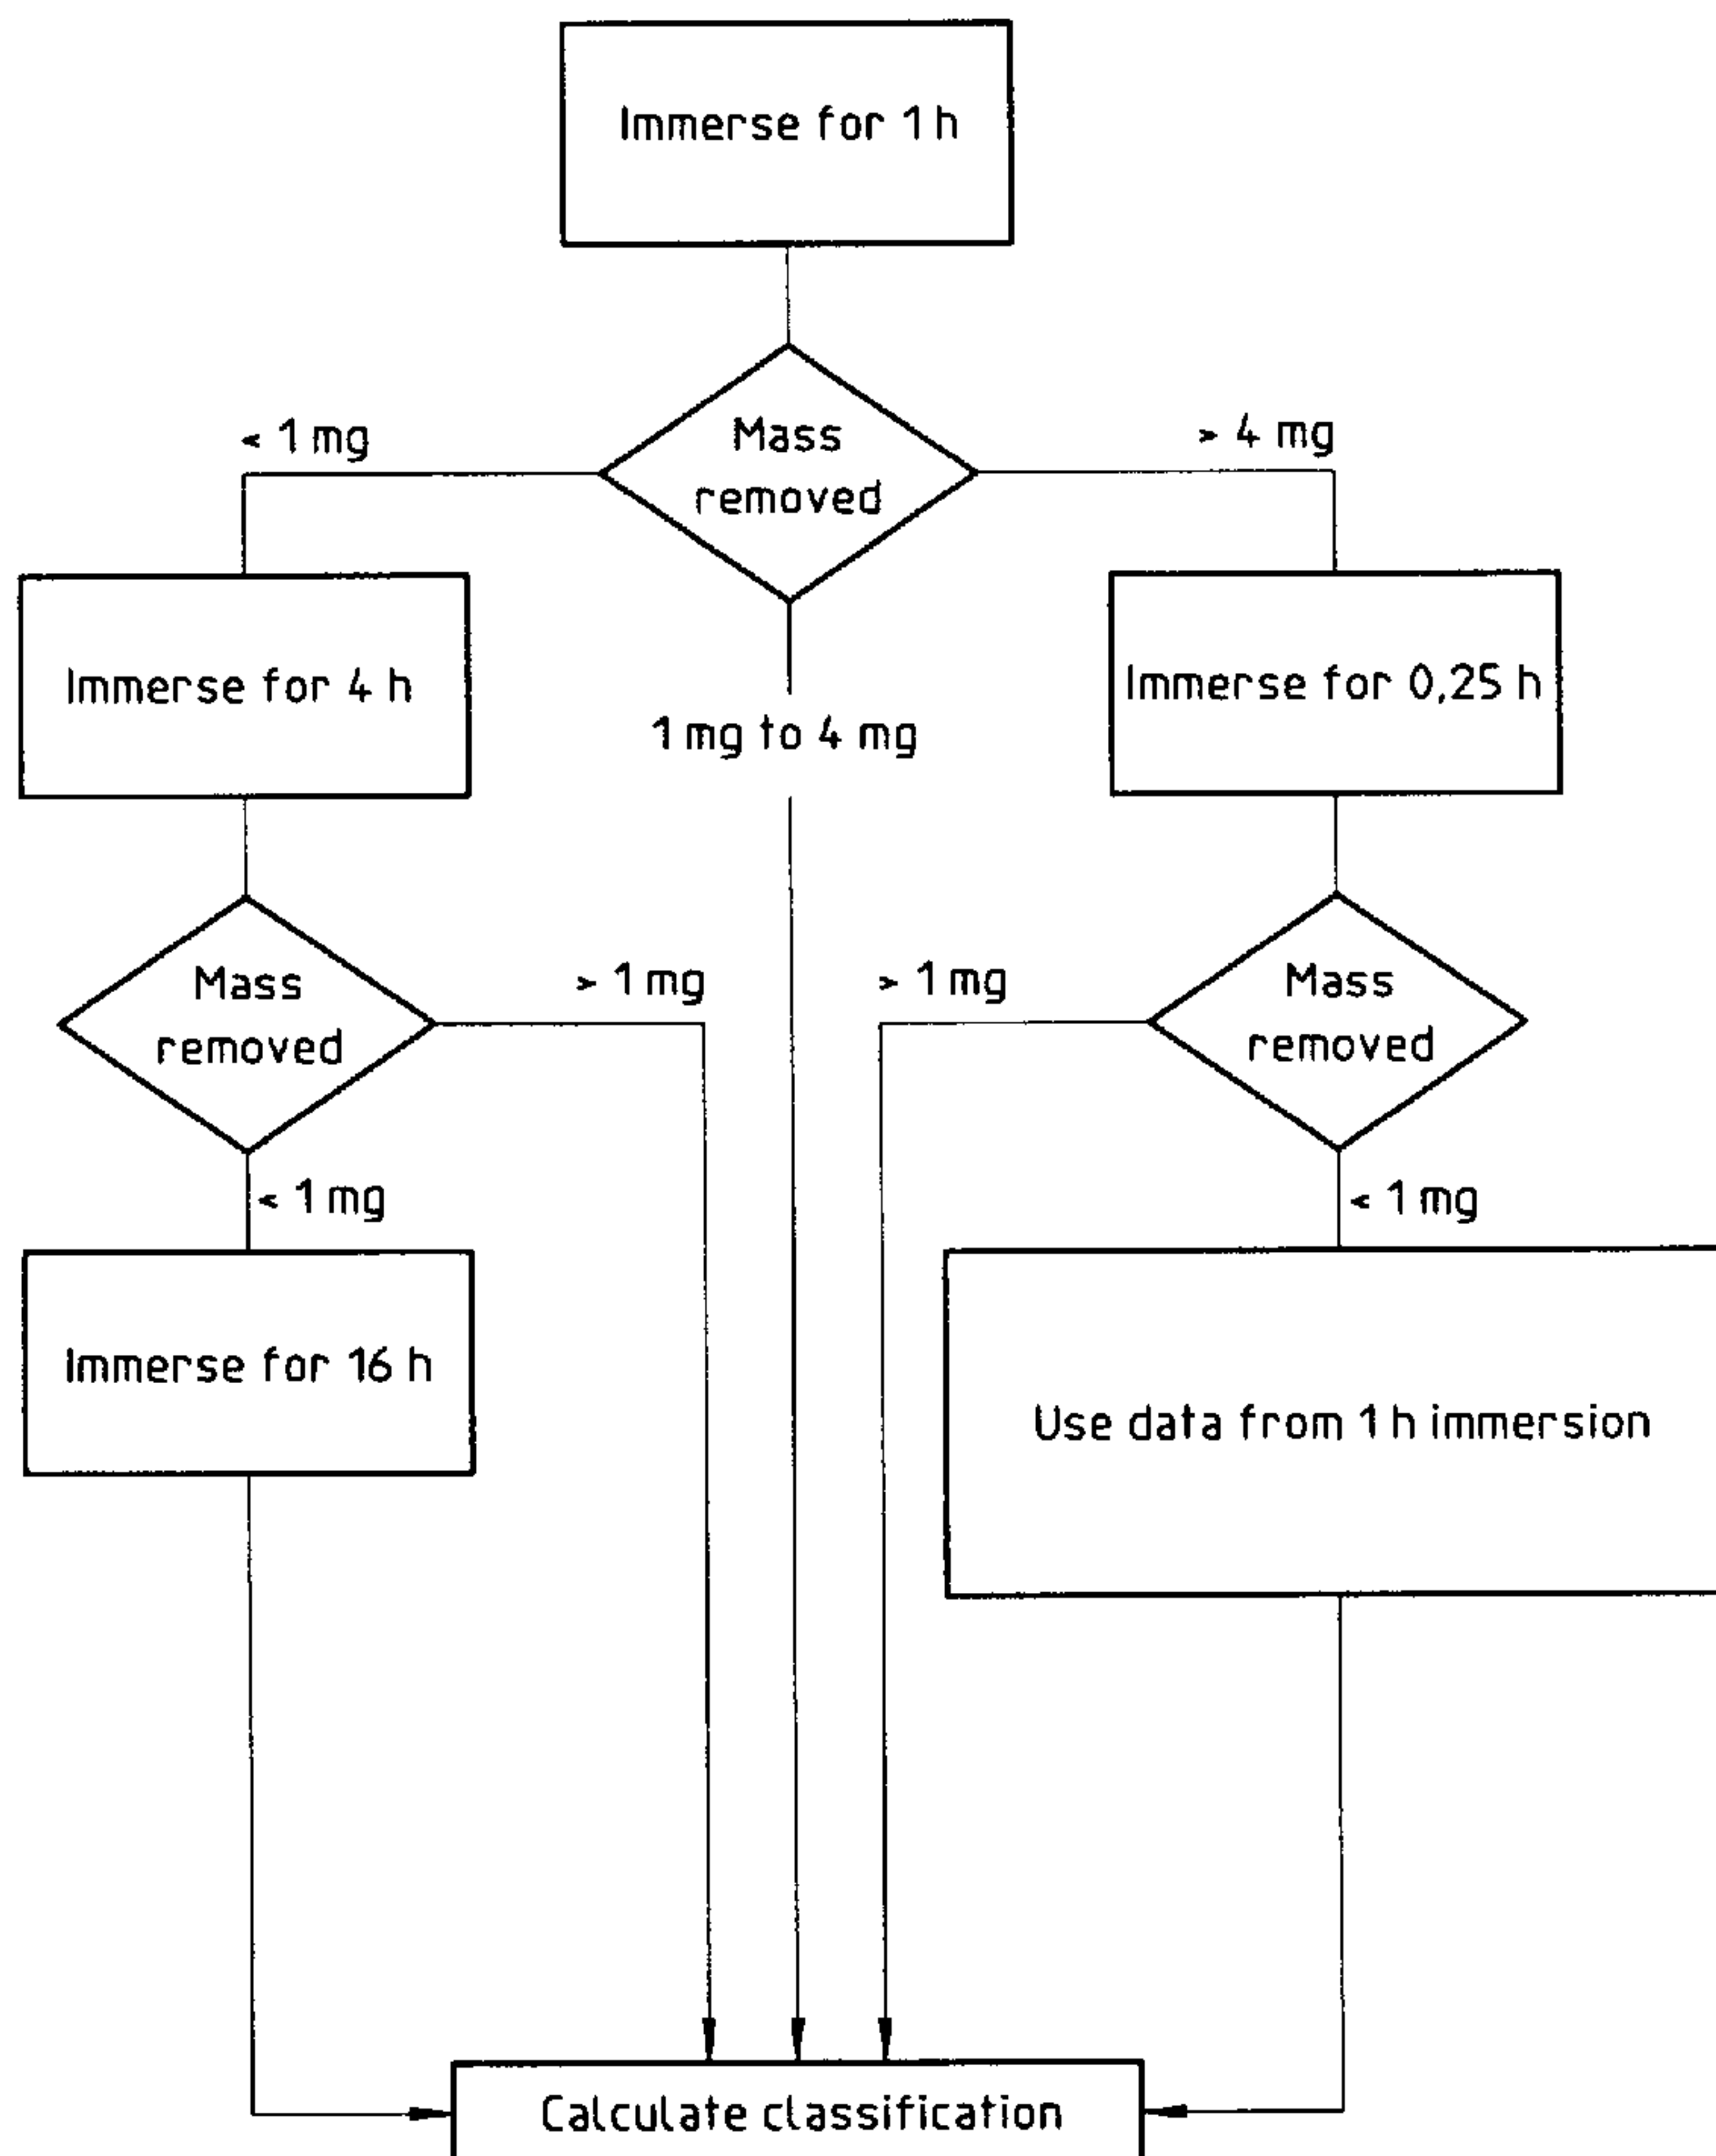 Immerse for 1 h
< 1 mg
Mass
removed
> 4 mg
Immerse for 4 h
1 mg to 4 mg
Immerse for 0,25 h
Mass
removed
> 1 mg
> 1 mg
Mass
removed
< 1 mg
< 1 mg
Immerse for 16 h
Use data from 1 h immersion
Calculate classification